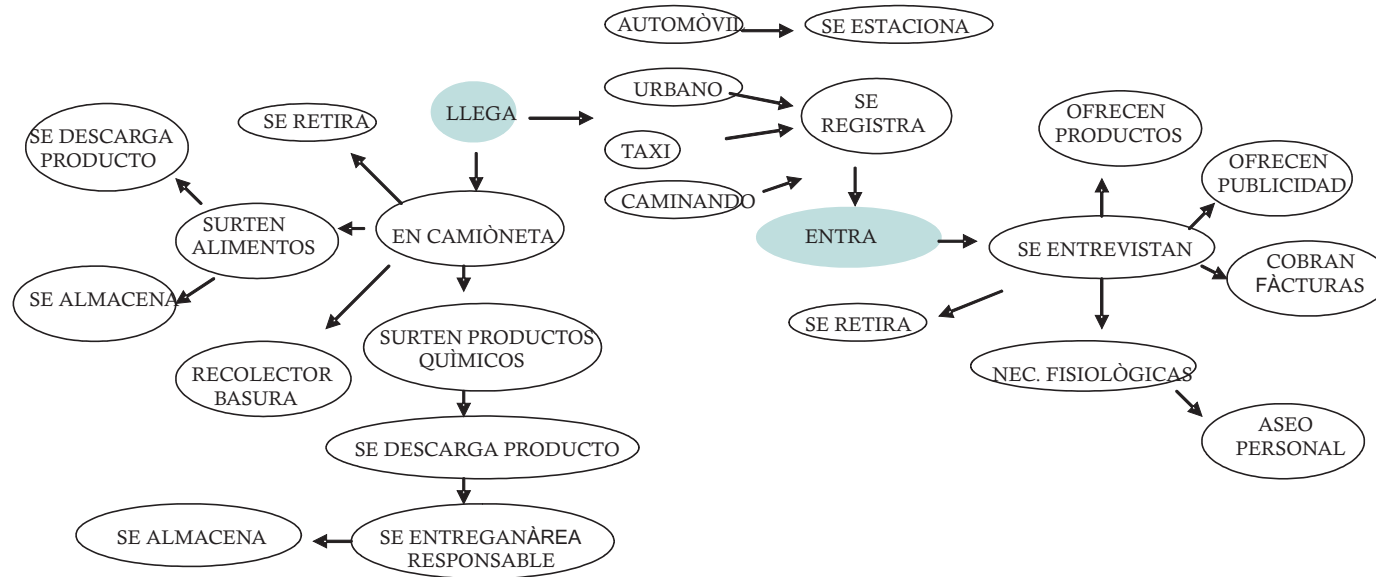 AUTOMÒVIL
SE ESTACIONA
URBANO
LLEGA
SE
REGISTRA
OFRECEN
PRODUCTOS
SE RETIRA
SE DESCARGA
PRODUCTO
TAXI
OFRECEN
PUBLICIDAD
CAMINANDO
SURTEN
ALIMENTOS
EN CAMIÒNETA
ENTRA
SE ENTREVISTAN
COBRAN
FÀCTURAS
SE ALMACENA
SE RETIRA
SURTEN PRODUCTOS
QUÌMICOS
RECOLECTOR
BASURA
NEC. FISIOLÒGICAS
ASEO
PERSONAL
SE DESCARGA PRODUCTO
SE ALMACENA
SE ENTREGANÀREA
RESPONSABLE